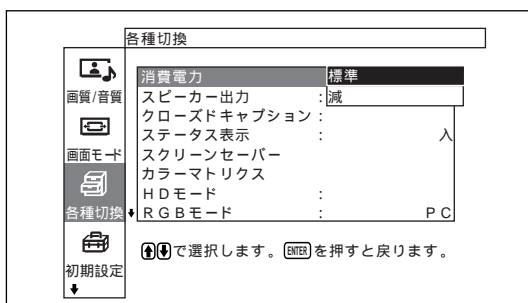 各種切換
画質/音質
画面モード
各種切換
初期設定
消費電力 標準
スピーカー出力 : 減
クローズドキャプション :
ステータス表示 : 入
スクリーンセーバー
カラーマトリクス
HDモード :
RGBモード : PC
で選択します。ENTERを押すと戻ります。